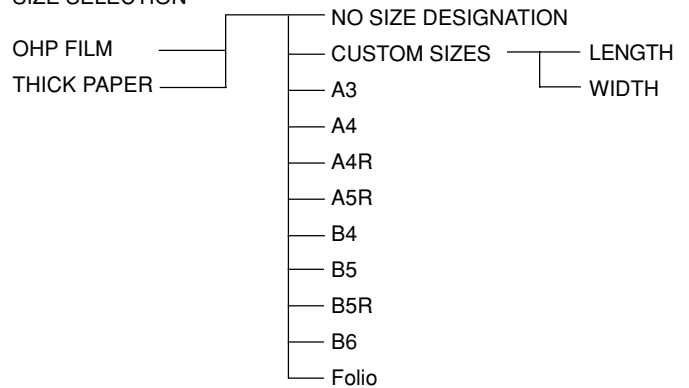 SIZE SELECTION
NO SIZE DESIGNATION
OHP FILM
CUSTOM SIZES
LENGTH
THICK PAPER
WIDTH
A3
A4
A4R
A5R
B4
B5
B5R
B6
Folio